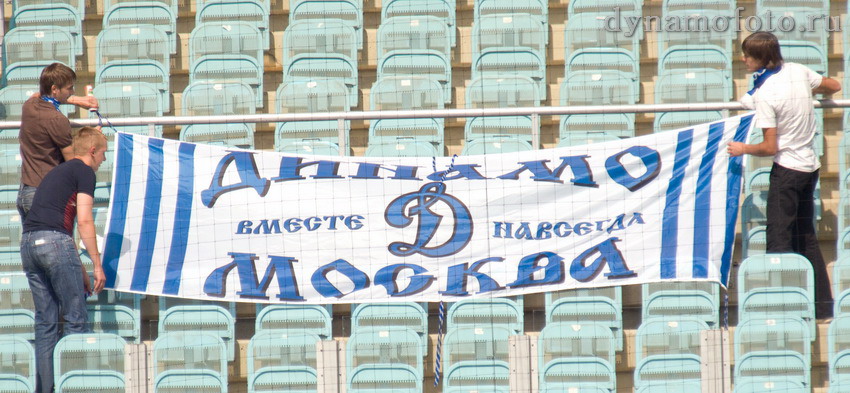 dynamofoto.ru
Динамо
вместе Д навсегда
Москва